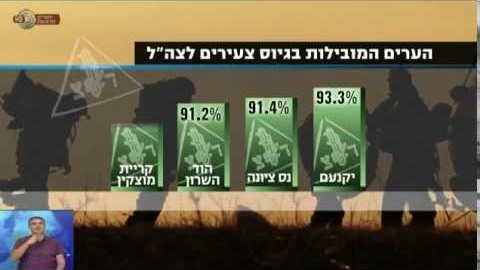 הערים המובילות בגיוס צעירים לצה"ל
93.3%
91.4%
91.2%
יקנעם
נס ציונה
הוד
השרון
קריית
מוצקין